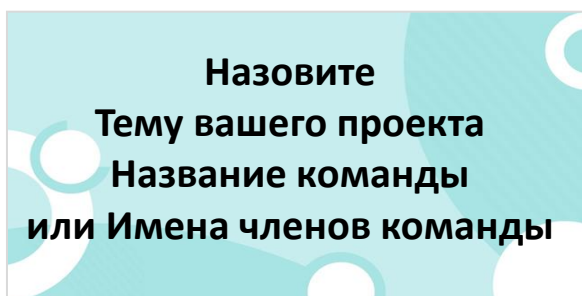 Назовите
Тему вашего проекта
Название команды
или Имена членов команды